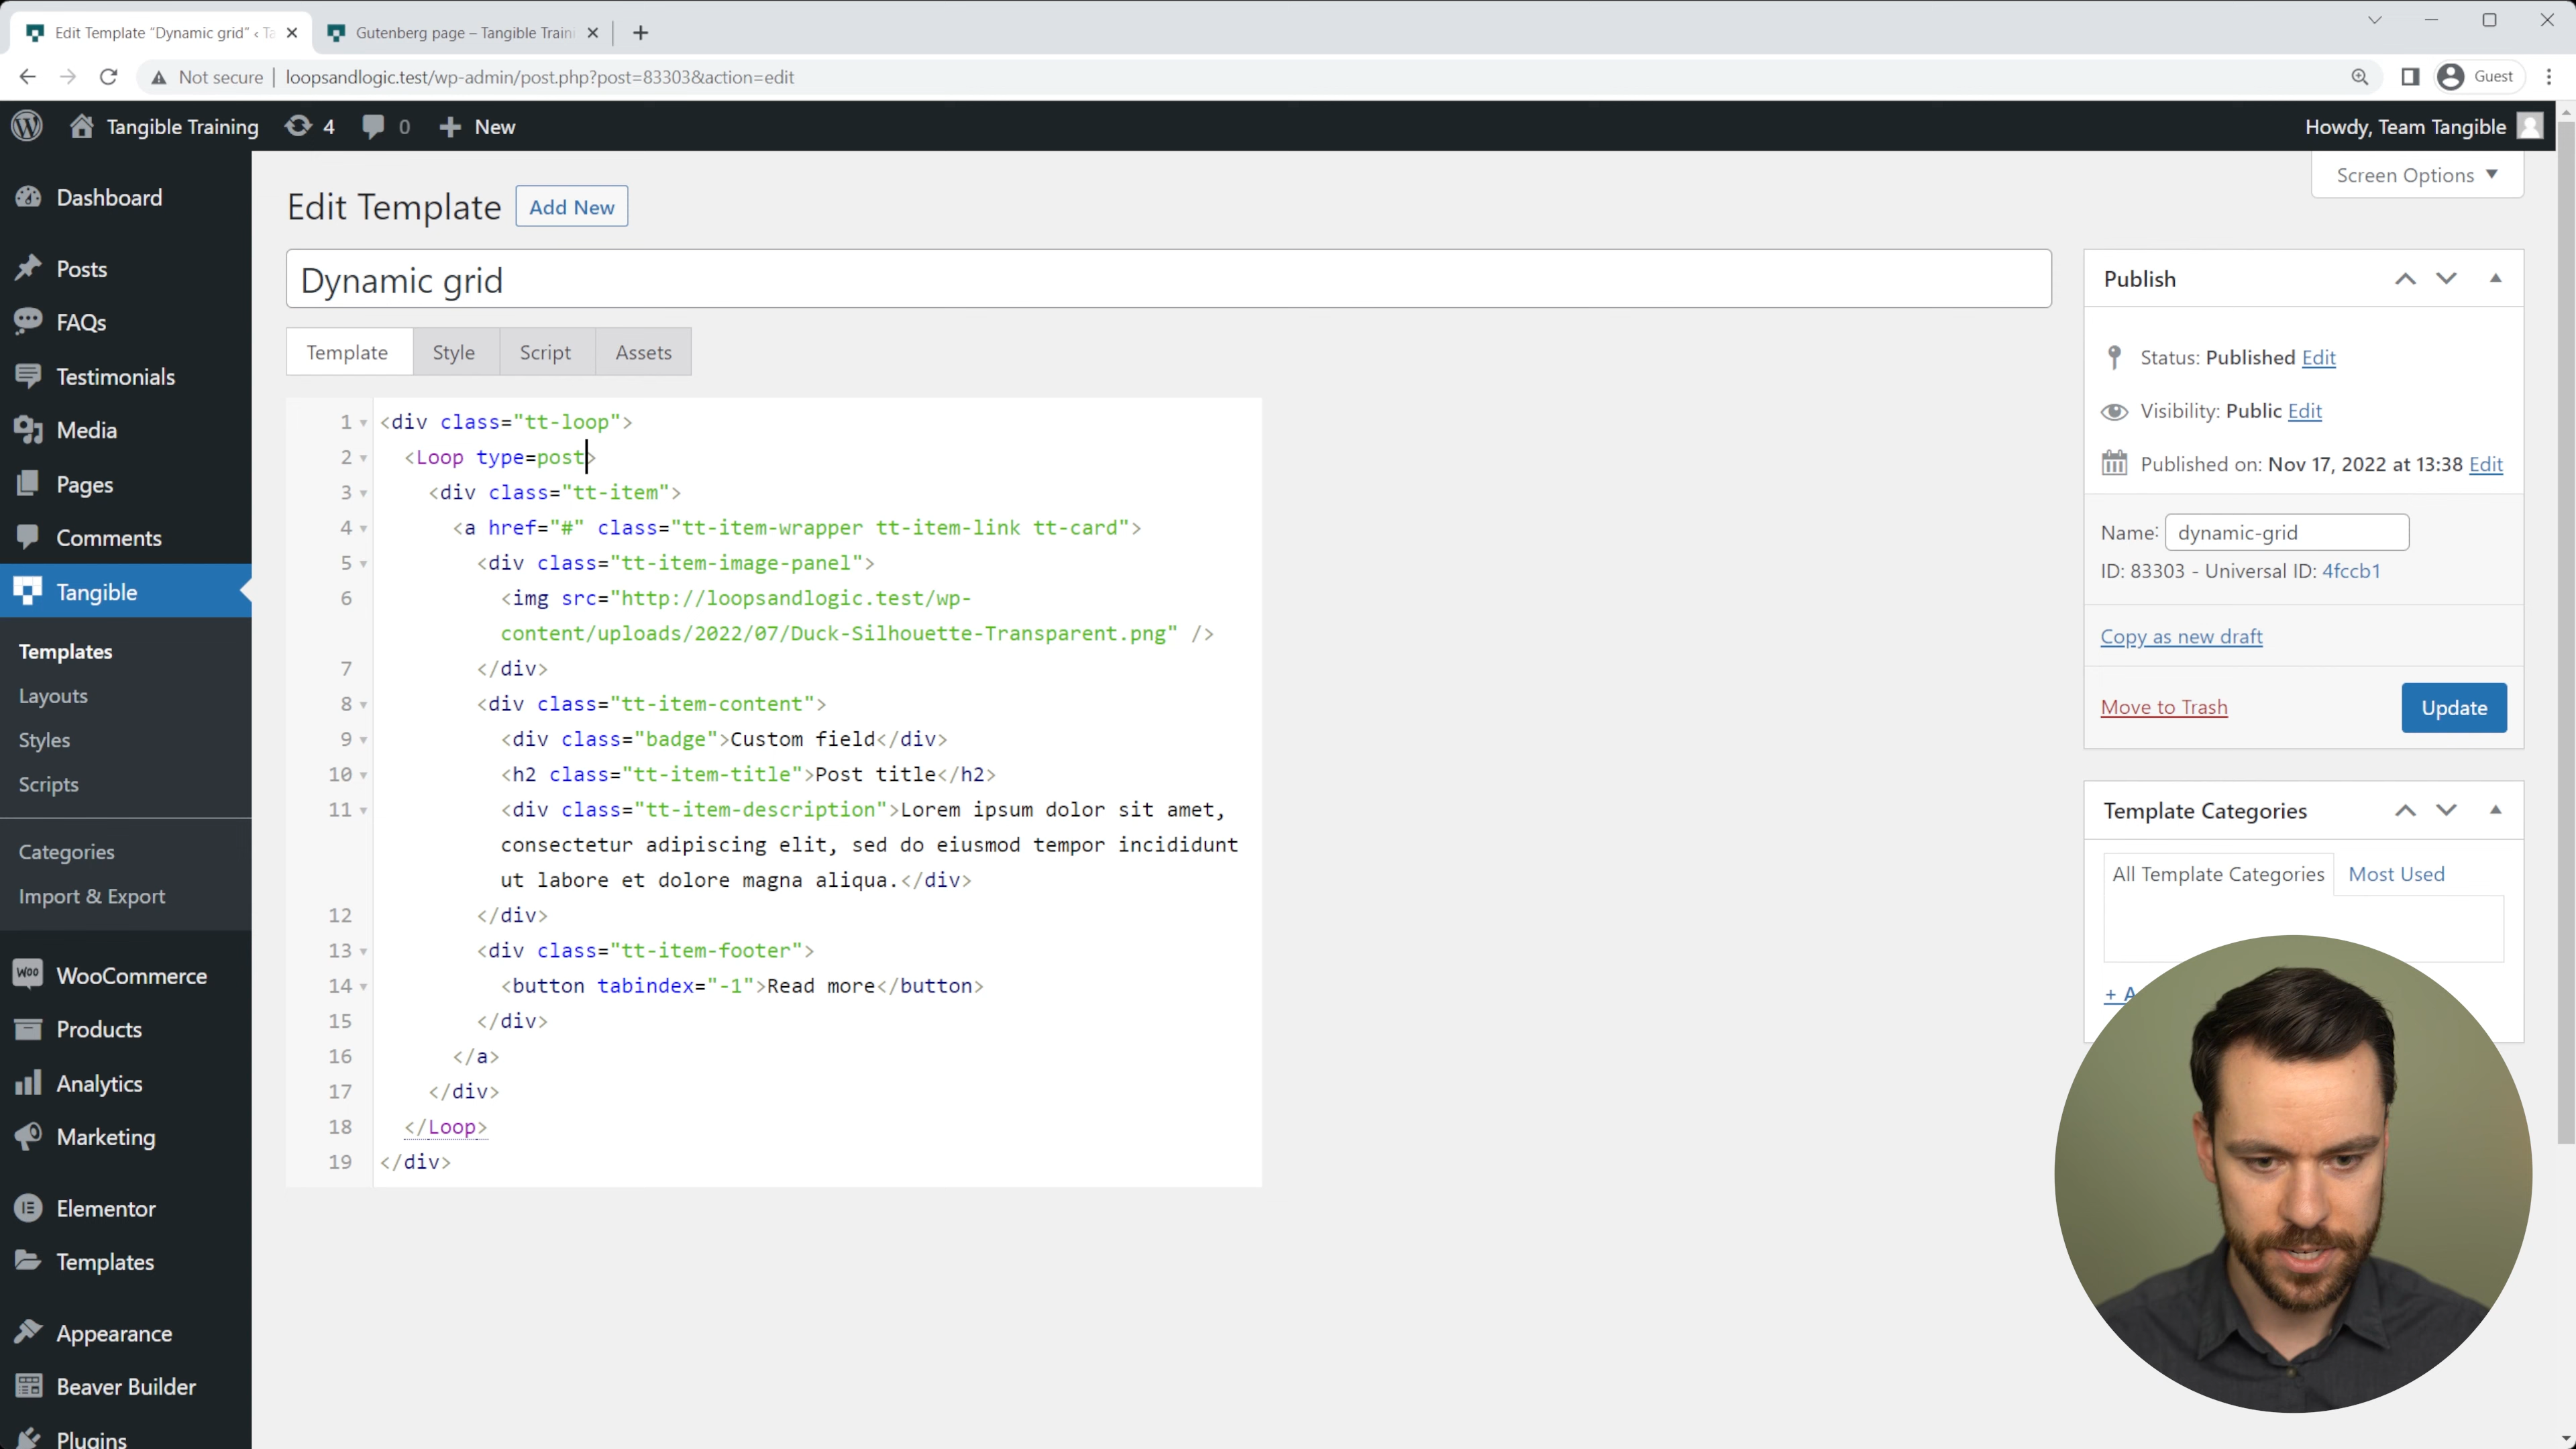 Edit Template “Dynamic grid” ‹ Ta
Gutenberg page – Tangible Traini
Not secure
loopsandlogic.test/wp-admin/post.php?post=83303&action=edit
Guest
Tangible Training
4
0
New
Howdy, Team Tangible
Dashboard
Posts
FAQs
Testimonials
Media
Pages
Comments
Tangible
Templates
Layouts
Styles
Scripts
Categories
Import & Export
Woo
WooCommerce
Products
Analytics
Marketing
Elementor
Templates
Appearance
Beaver Builder
Plugins
Screen Options
Edit Template
Add New
Dynamic grid
Template
Style
Script
Assets
1 <div class="tt-loop">
2 <Loop type=post>
3 <div class="tt-item">
4 <a href="#" class="tt-item-wrapper tt-item-link tt-card">
5 <div class="tt-item-image-panel">
6 <img src="http://loopsandlogic.test/wp-
content/uploads/2022/07/Duck-Silhouette-Transparent.png" />
7 </div>
8 <div class="tt-item-content">
9 <div class="badge">Custom field</div>
10 <h2 class="tt-item-title">Post title</h2>
11 <div class="tt-item-description">Lorem ipsum dolor sit amet,
consectetur adipiscing elit, sed do eiusmod tempor incididunt
ut labore et dolore magna aliqua.</div>
12 </div>
13 <div class="tt-item-footer">
14 <button tabindex="-1">Read more</button>
15 </div>
16 </a>
17 </div>
18 </Loop>
19 </div>
Publish
Status: Published Edit
Visibility: Public Edit
Published on: Nov 17, 2022 at 13:38 Edit
Name: dynamic-grid
ID: 83303 - Universal ID: 4fccb1
Copy as new draft
Move to Trash
Update
Template Categories
All Template Categories
Most Used